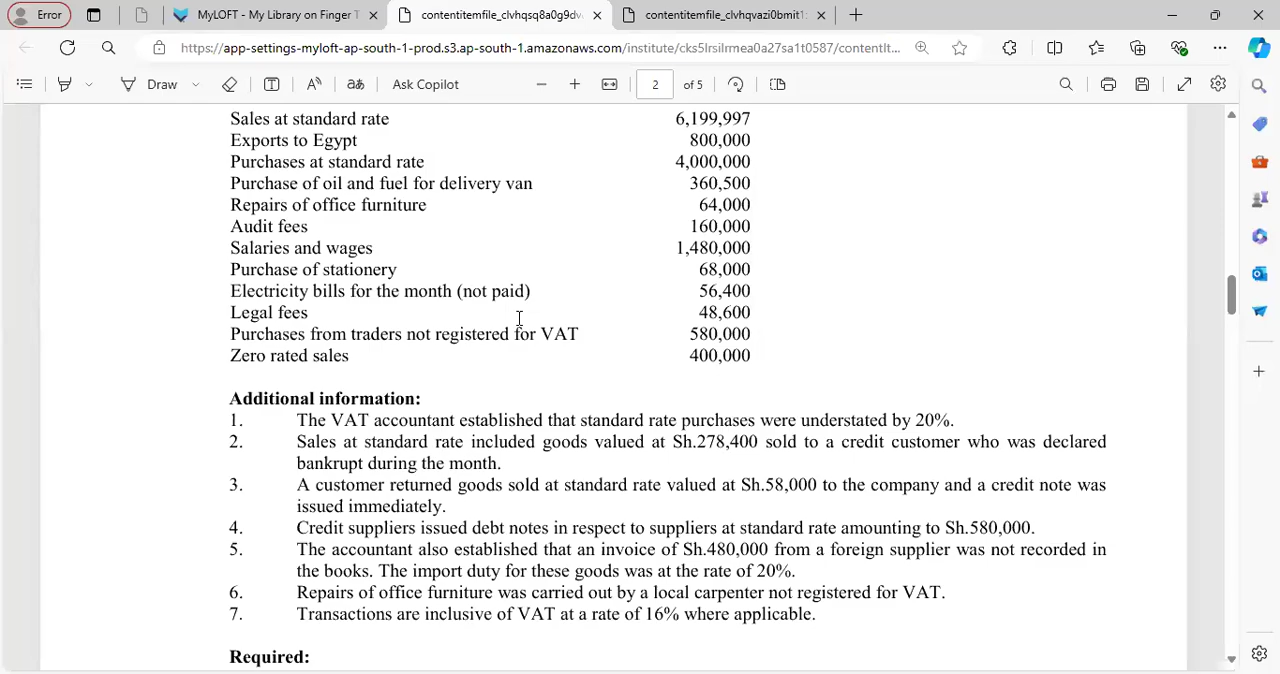 Error
MyLOFT - My Library on Finger T
contentitemfile_clvhqsq8a0g9dv
contentitemfile_clvhqvazi0bmit1
https://app-settings-myloft-ap-south-1-prod.s3.ap-south-1.amazonaws.com/institute/cks5lrsilrmea0a27sa1t0587/contentIt...
Draw
aあ
Ask Copilot
2 of 5
Sales at standard rate 6,199,997
Exports to Egypt 800,000
Purchases at standard rate 4,000,000
Purchase of oil and fuel for delivery van 360,500
Repairs of office furniture 64,000
Audit fees 160,000
Salaries and wages 1,480,000
Purchase of stationery 68,000
Electricity bills for the month (not paid) 56,400
Legal fees 48,600
Purchases from traders not registered for VAT 580,000
Zero rated sales 400,000
Additional information:
1. The VAT accountant established that standard rate purchases were understated by 20%.
2. Sales at standard rate included goods valued at Sh.278,400 sold to a credit customer who was declared
bankrupt during the month.
3. A customer returned goods sold at standard rate valued at Sh.58,000 to the company and a credit note was
issued immediately.
4. Credit suppliers issued debt notes in respect to suppliers at standard rate amounting to Sh.580,000.
5. The accountant also established that an invoice of Sh.480,000 from a foreign supplier was not recorded in
the books. The import duty for these goods was at the rate of 20%.
6. Repairs of office furniture was carried out by a local carpenter not registered for VAT.
7. Transactions are inclusive of VAT at a rate of 16% where applicable.
Required: